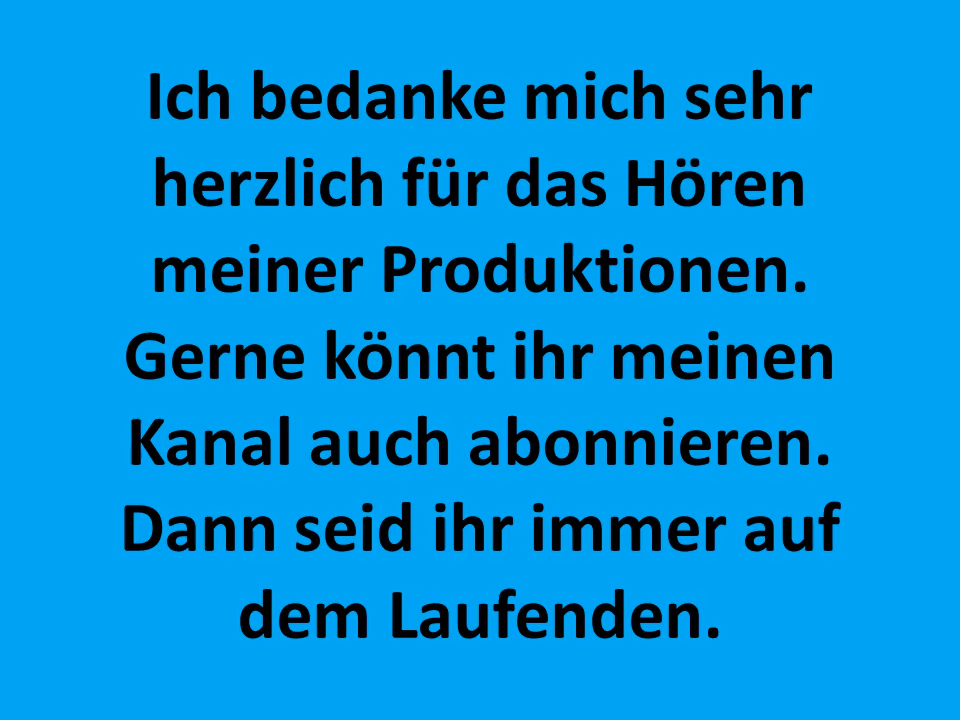 Ich bedanke mich sehr
herzlich für das Hören
meiner Produktionen.
Gerne könnt ihr meinen
Kanal auch abonnieren.
Dann seid ihr immer auf
dem Laufenden.